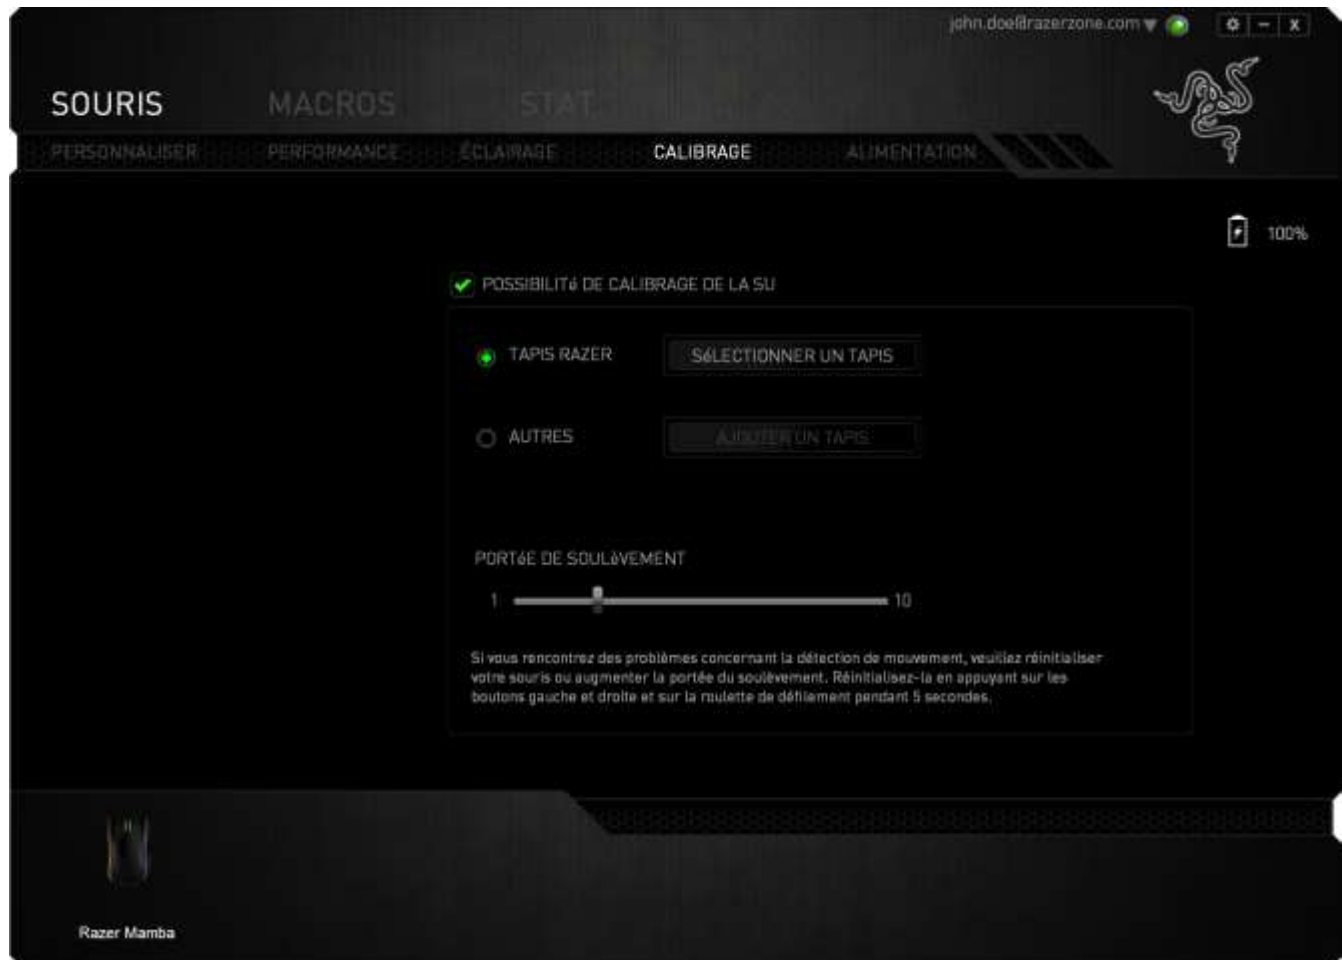 john.doe@razerzone.com
SOURIS MACROS STAT.
PERSONNALISER PERFORMANCE ÉCLAIRAGE CALIBRAGE ALIMENTATION
100%
POSSIBILITé DE CALIBRAGE DE LA SU
TAPIS RAZER SéLECTIONNER UN TAPIS
AUTRES AJOUTER UN TAPIS
PORTéE DE SOULèVEMENT
1 10
Si vous rencontrez des problèmes concernant la détection de mouvement, veuillez réinitialiser
votre souris ou augmenter la portée du soulèvement. Réinitialisez-la en appuyant sur les
boutons gauche et droite et sur la roulette de défilement pendant 5 secondes.
Razer Mamba